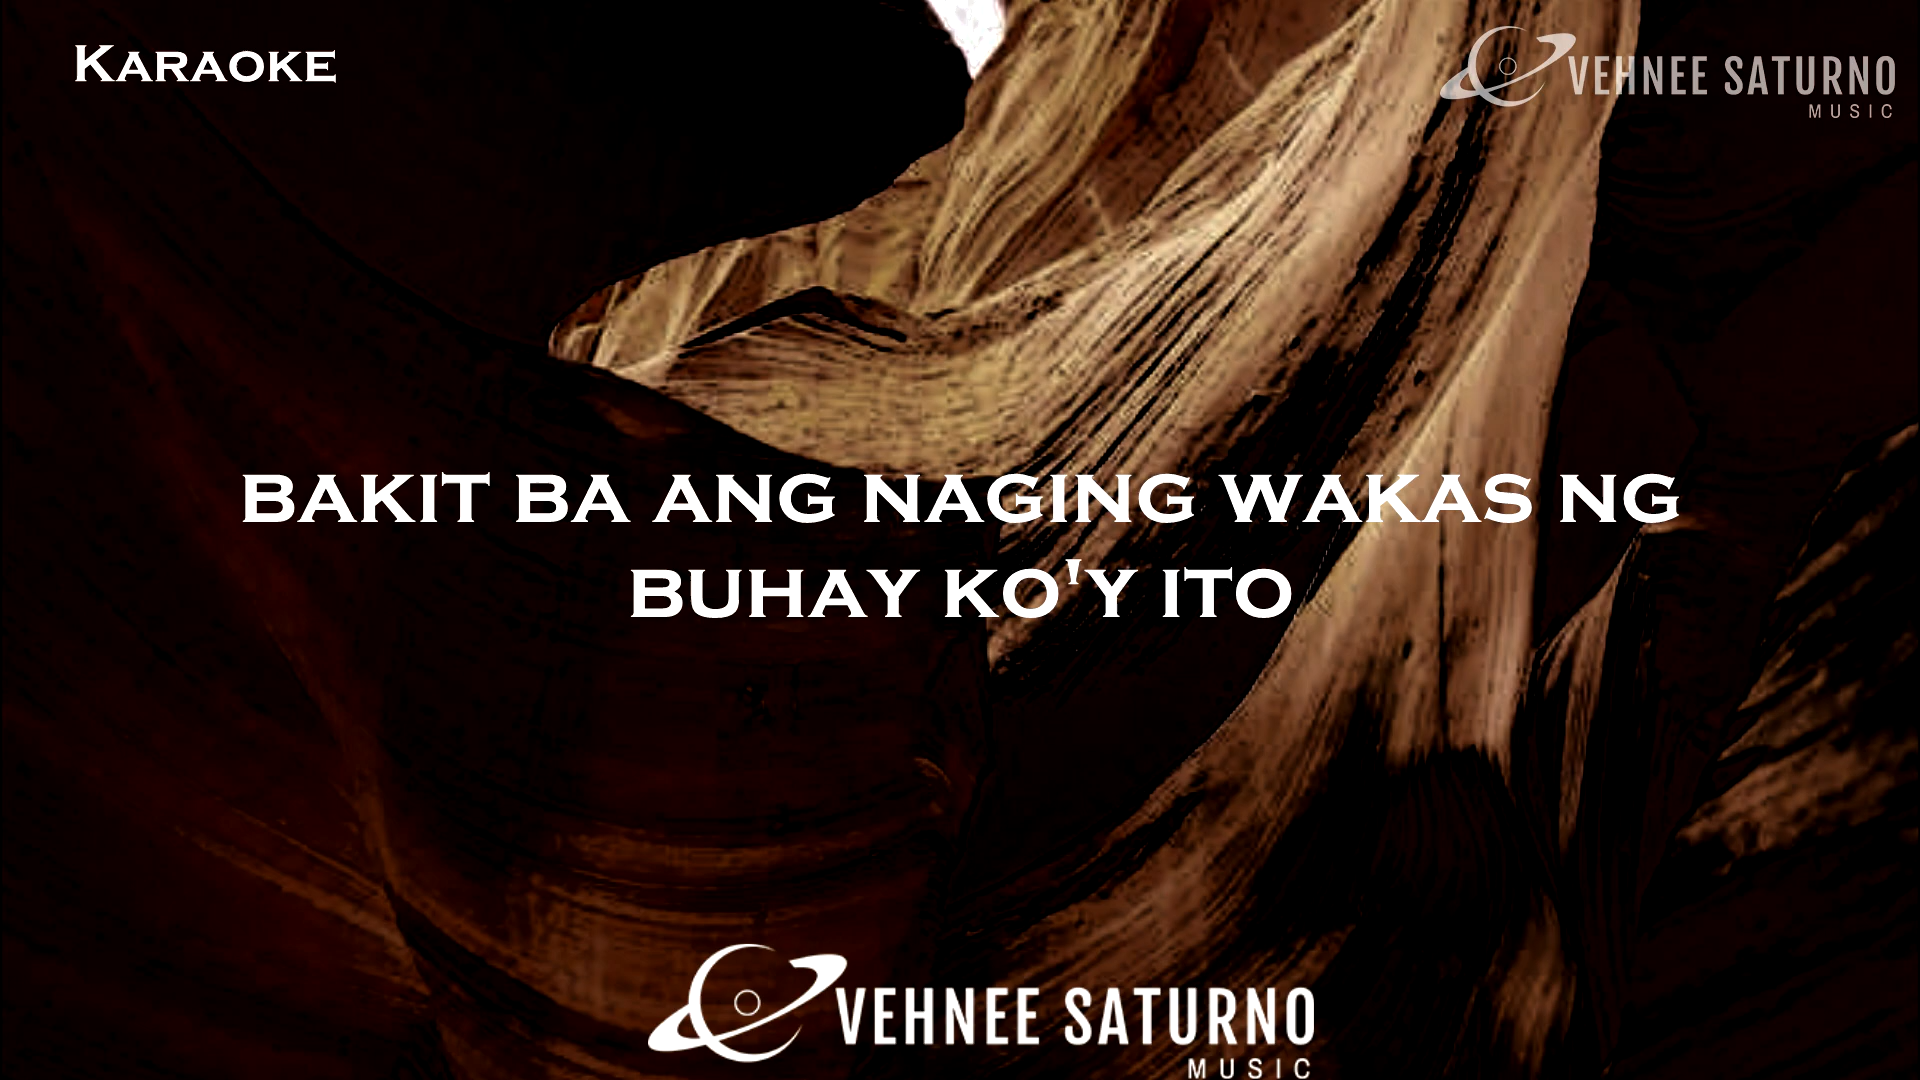 KARAOKE
VEHNEE SATURNO
MUSIC
BAKIT BA ANG NAGING WAKAS NG
BUHAY KO'Y ITO
VEHNEE SATURNO
MUSIC